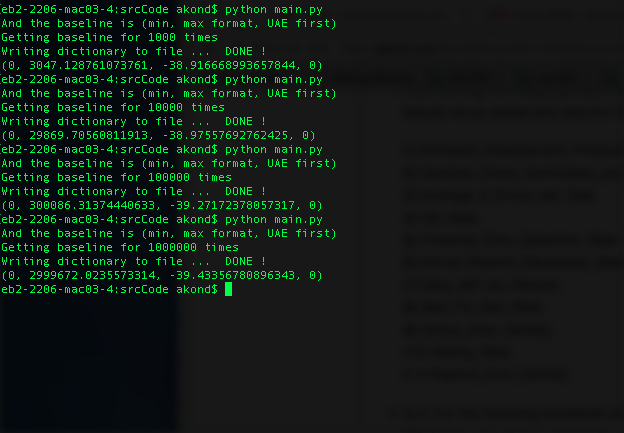 eb2-2206-mac03-4:srcCode akond$ python main.py
And the baseline is (min, max format, UAE first)
Getting baseline for 1000 times
Writing dictionary to file ...  DONE !
(0, 3047.128761073761, -38.916668993657844, 0)
eb2-2206-mac03-4:srcCode akond$ python main.py
And the baseline is (min, max format, UAE first)
Getting baseline for 10000 times
Writing dictionary to file ...  DONE !
(0, 29869.70560811913, -38.97557692762425, 0)
eb2-2206-mac03-4:srcCode akond$ python main.py
And the baseline is (min, max format, UAE first)
Getting baseline for 100000 times
Writing dictionary to file ...  DONE !
(0, 300086.31374440633, -39.27172378057317, 0)
eb2-2206-mac03-4:srcCode akond$ python main.py
And the baseline is (min, max format, UAE first)
Getting baseline for 1000000 times
Writing dictionary to file ...  DONE !
(0, 2999672.0235573314, -39.43356780896343, 0)
eb2-2206-mac03-4:srcCode akond$